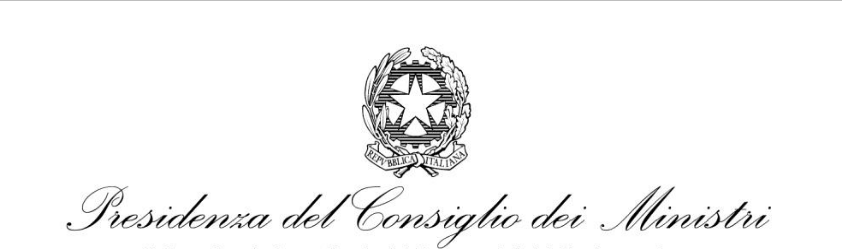 REPVBBLICA ITALIANA
Presidenza del Consiglio dei Ministri